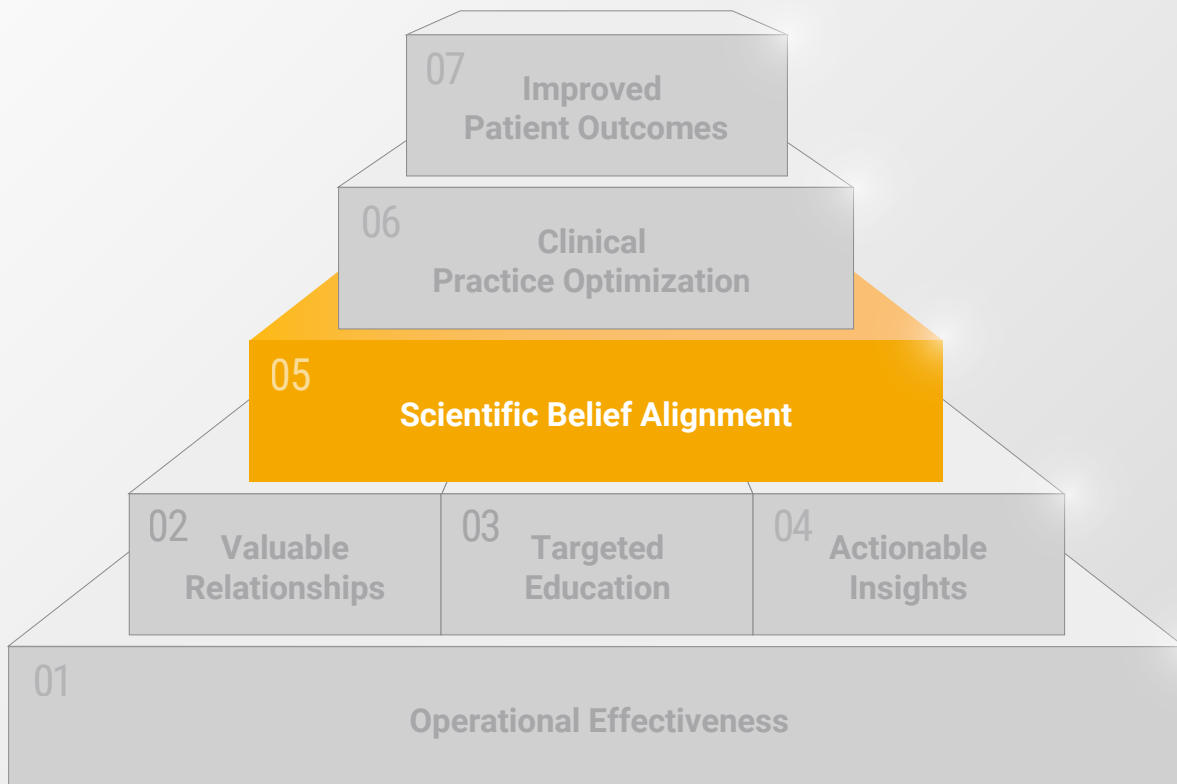 07
Improved
Patient Outcomes
06
Clinical
Practice Optimization
05
Scientific Belief Alignment
02
Valuable
Relationships
03
Targeted
Education
04
Actionable
Insights
01
Operational Effectiveness